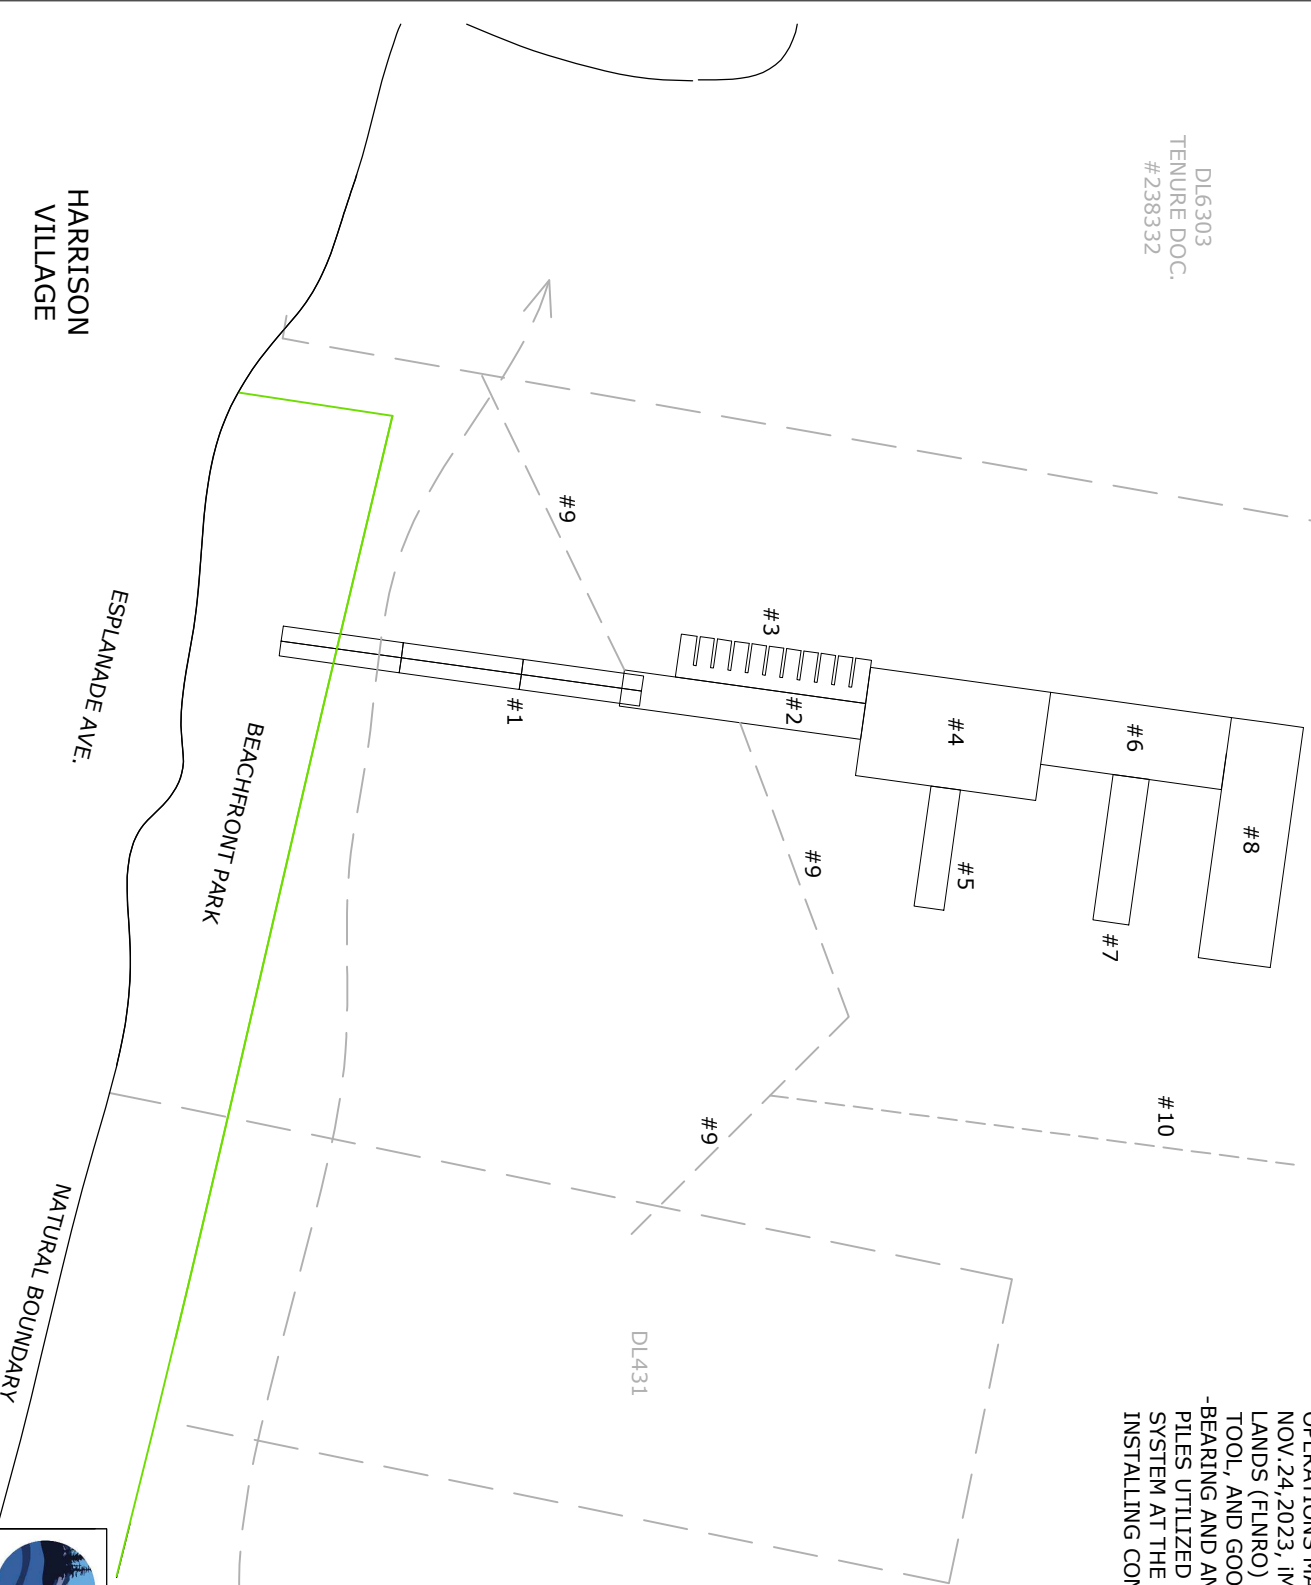 DL6303
TENURE DOC.
#238332
HARRISON
VILLAGE
ESPLANADE AVE.
BEACHFRONT PARK
NATURAL BOUNDARY
#9
#3
#1
#2
#4
#6
#8
#5
#7
#9
#9
#10
DL431
NOV.24,2023,
LANDS (FLNRO)
TOOL, AND
-BEARING AND
PILES UTILIZED
SYSTEM AT THE
INSTALLING